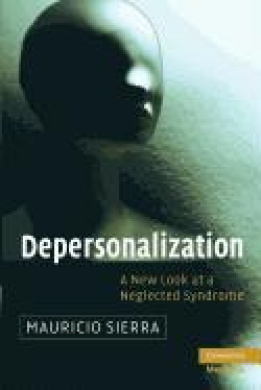 Depersonalization
A New Look at a
Neglected Syndrome
MAURICIO SIERRA